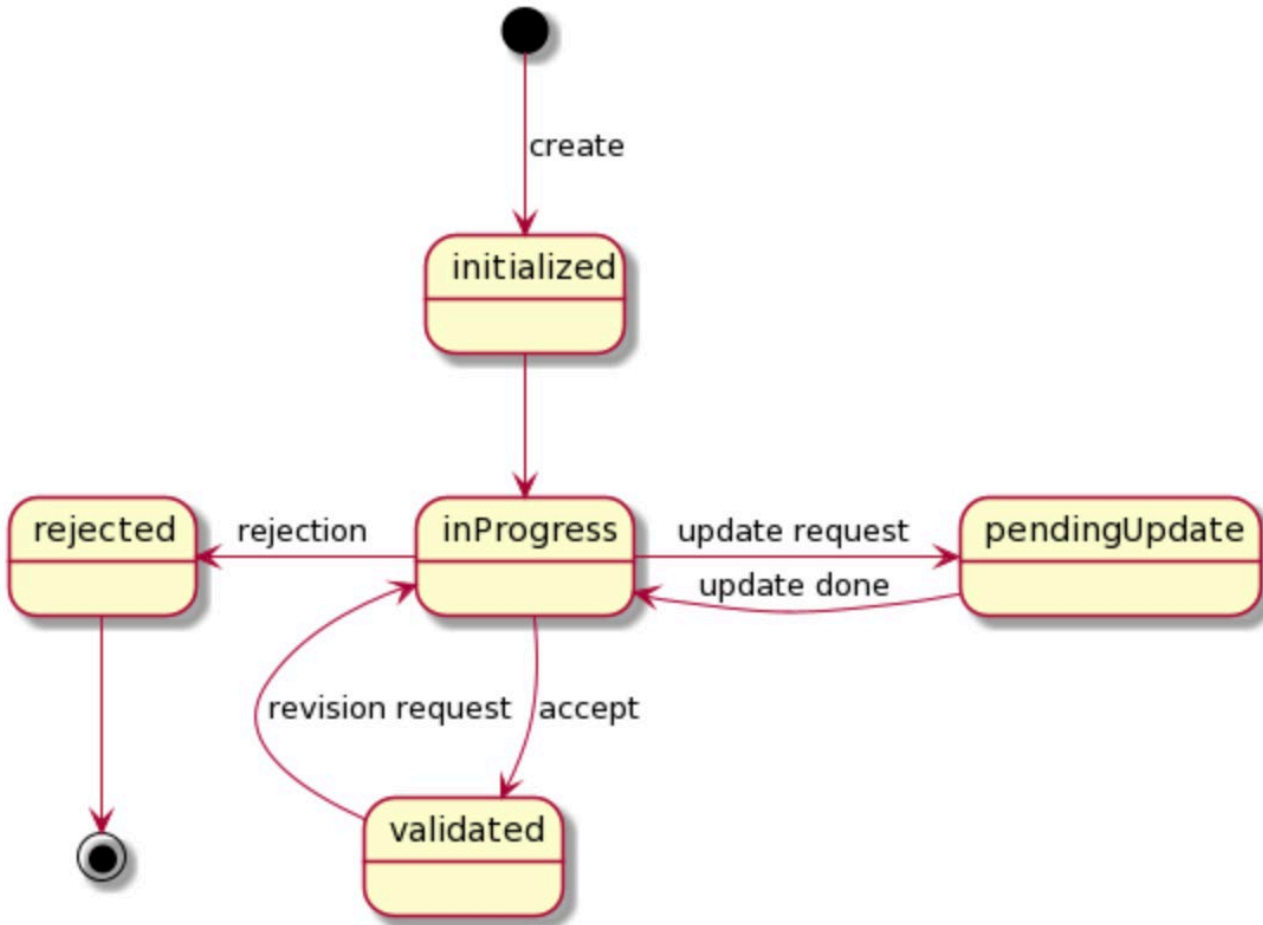 create
initialized
rejected
rejection
inProgress
update request
pendingUpdate
update done
revision request
accept
validated